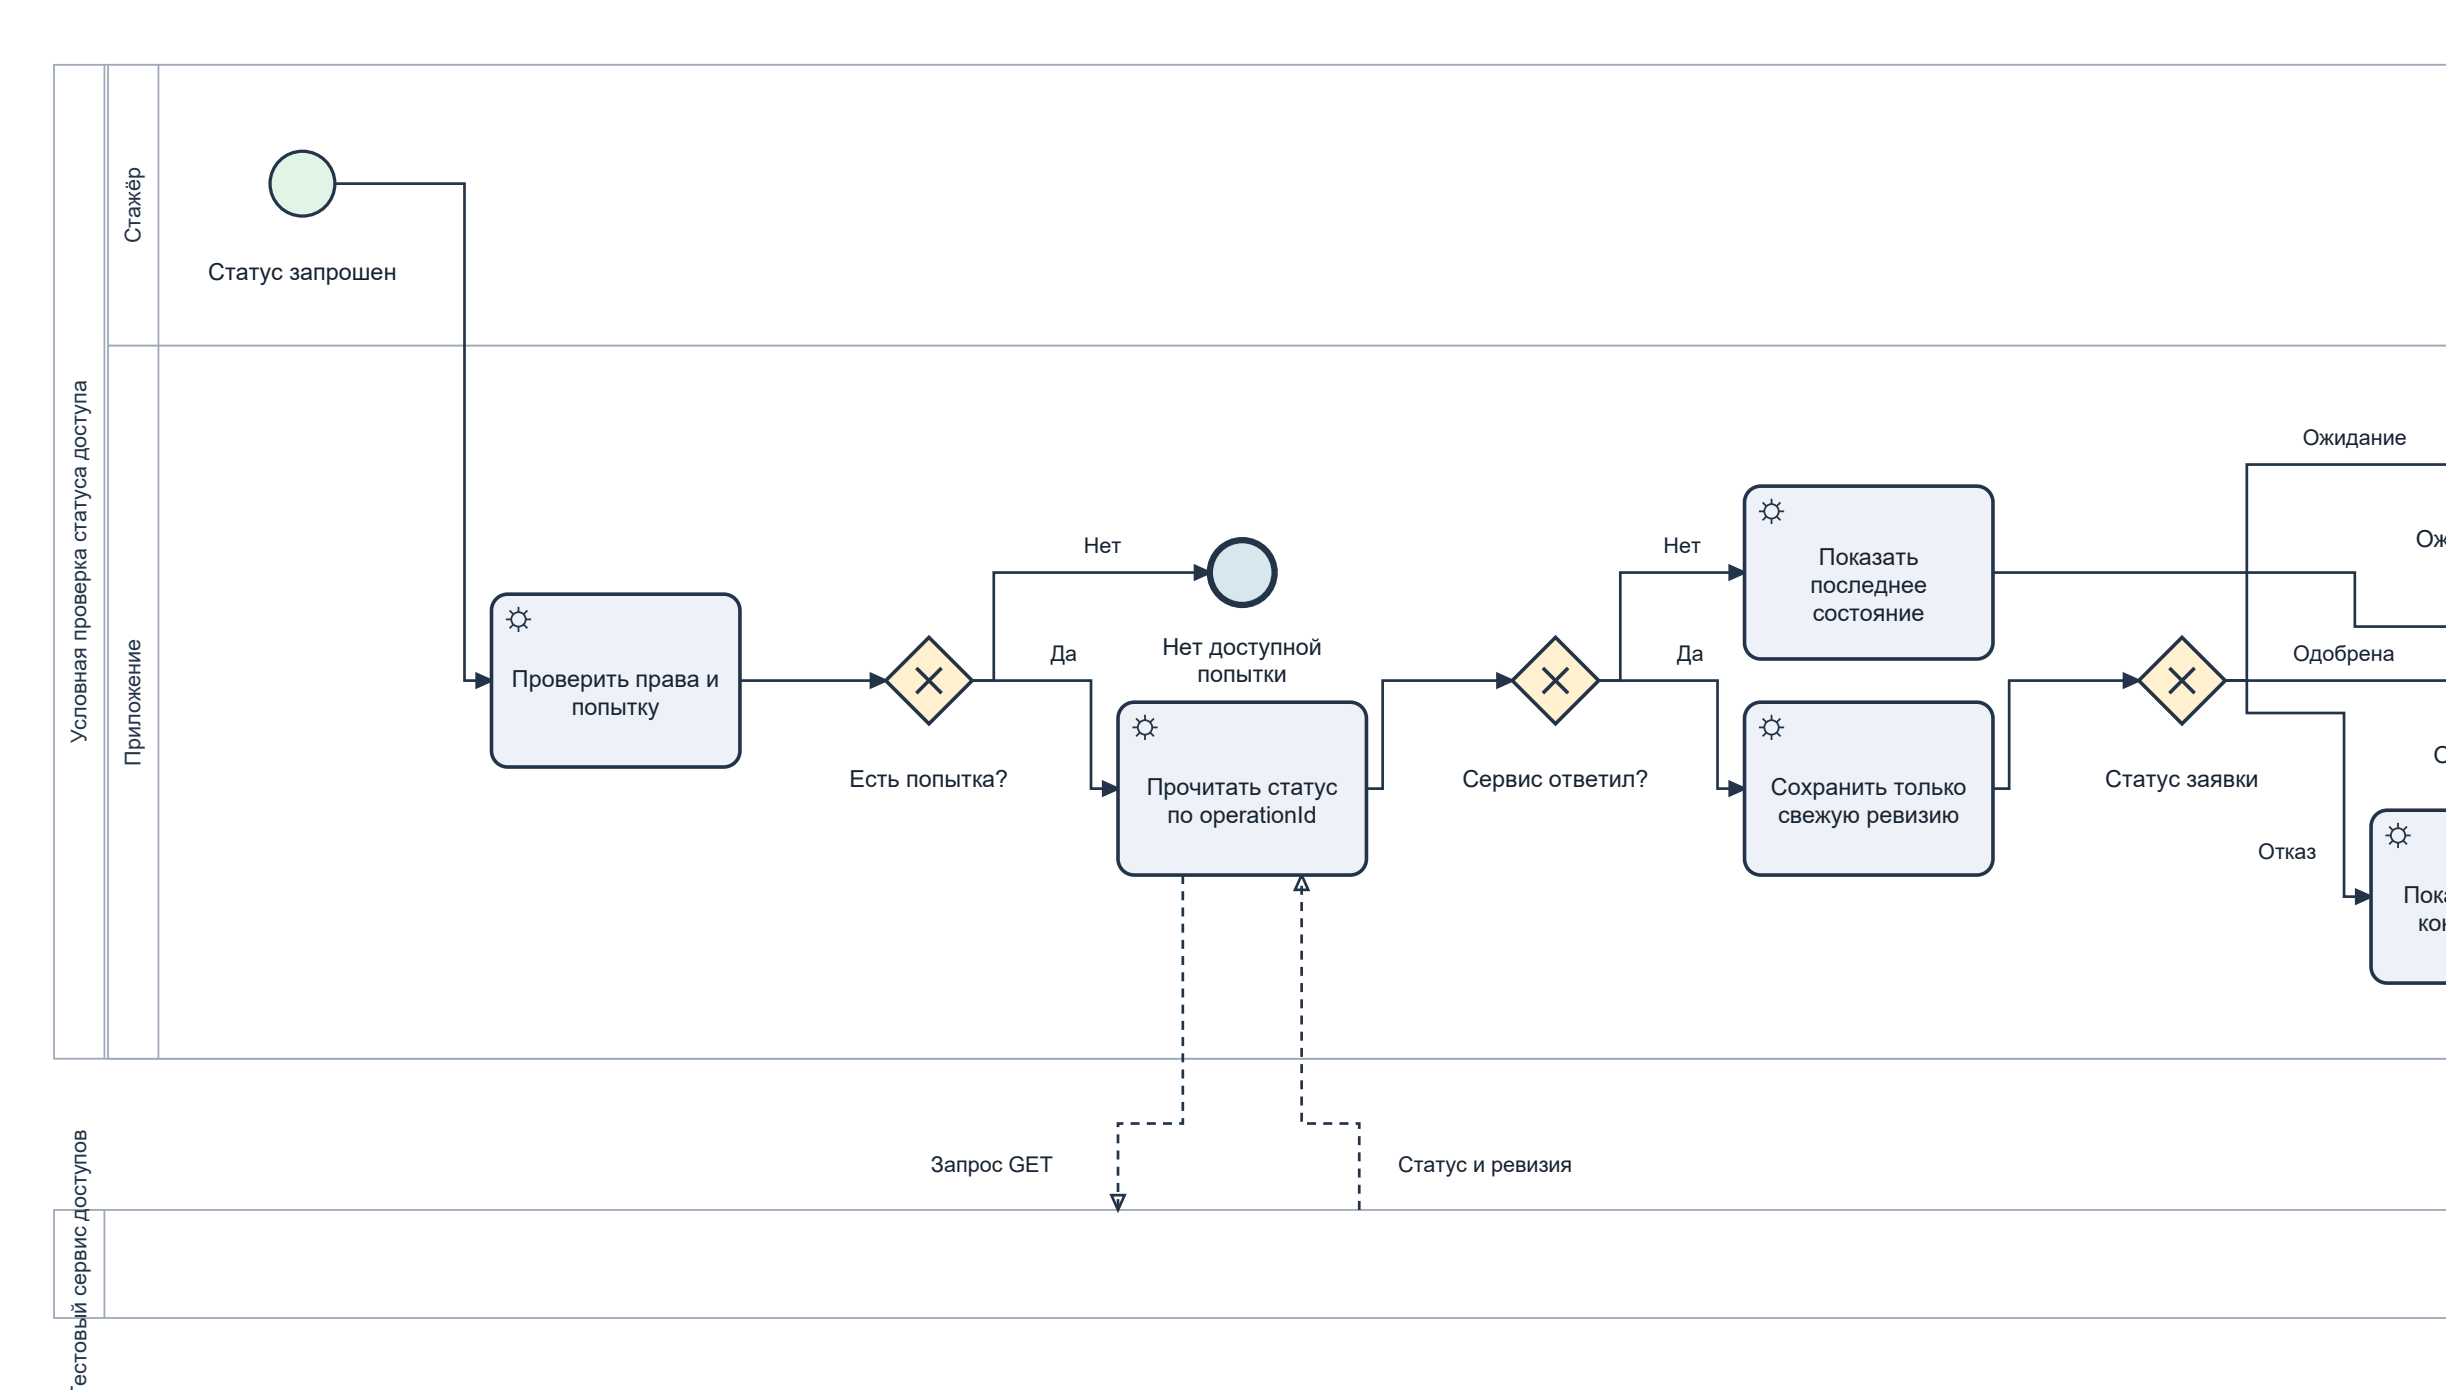 Условная проверка статуса доступа
Стажёр
Статус запрошен
Приложение
Проверить права и
попытку
Есть попытка?
Нет
Да
Нет доступной
попытки
Прочитать статус
по operationId
Сервис ответил?
Нет
Да
Показать
последнее
состояние
Сохранить только
свежую ревизию
Статус заявки
Ожидание
Одобрена
Отказ
Запрос GET
Статус и ревизия
сервис доступов